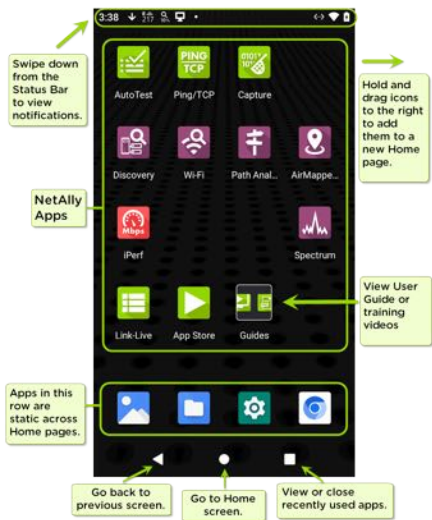 3:38
Swipe down
from the
Status Bar
to view
notifications.
PING
TCP
AutoTest
Ping/TCP
Capture
Hold and
drag icons
to the right
to add
them to a
new Home
page.
Discovery
Wi-Fi
Path Anal...
AirMappe...
NetAlly
Apps
Mbps
iPerf
Spectrum
View User
Guide or
training
videos
Link-Live
App Store
Guides
Apps in this
row are
static across
Home pages.
Go back to
previous screen.
Go to Home
screen.
View or close
recently used apps.